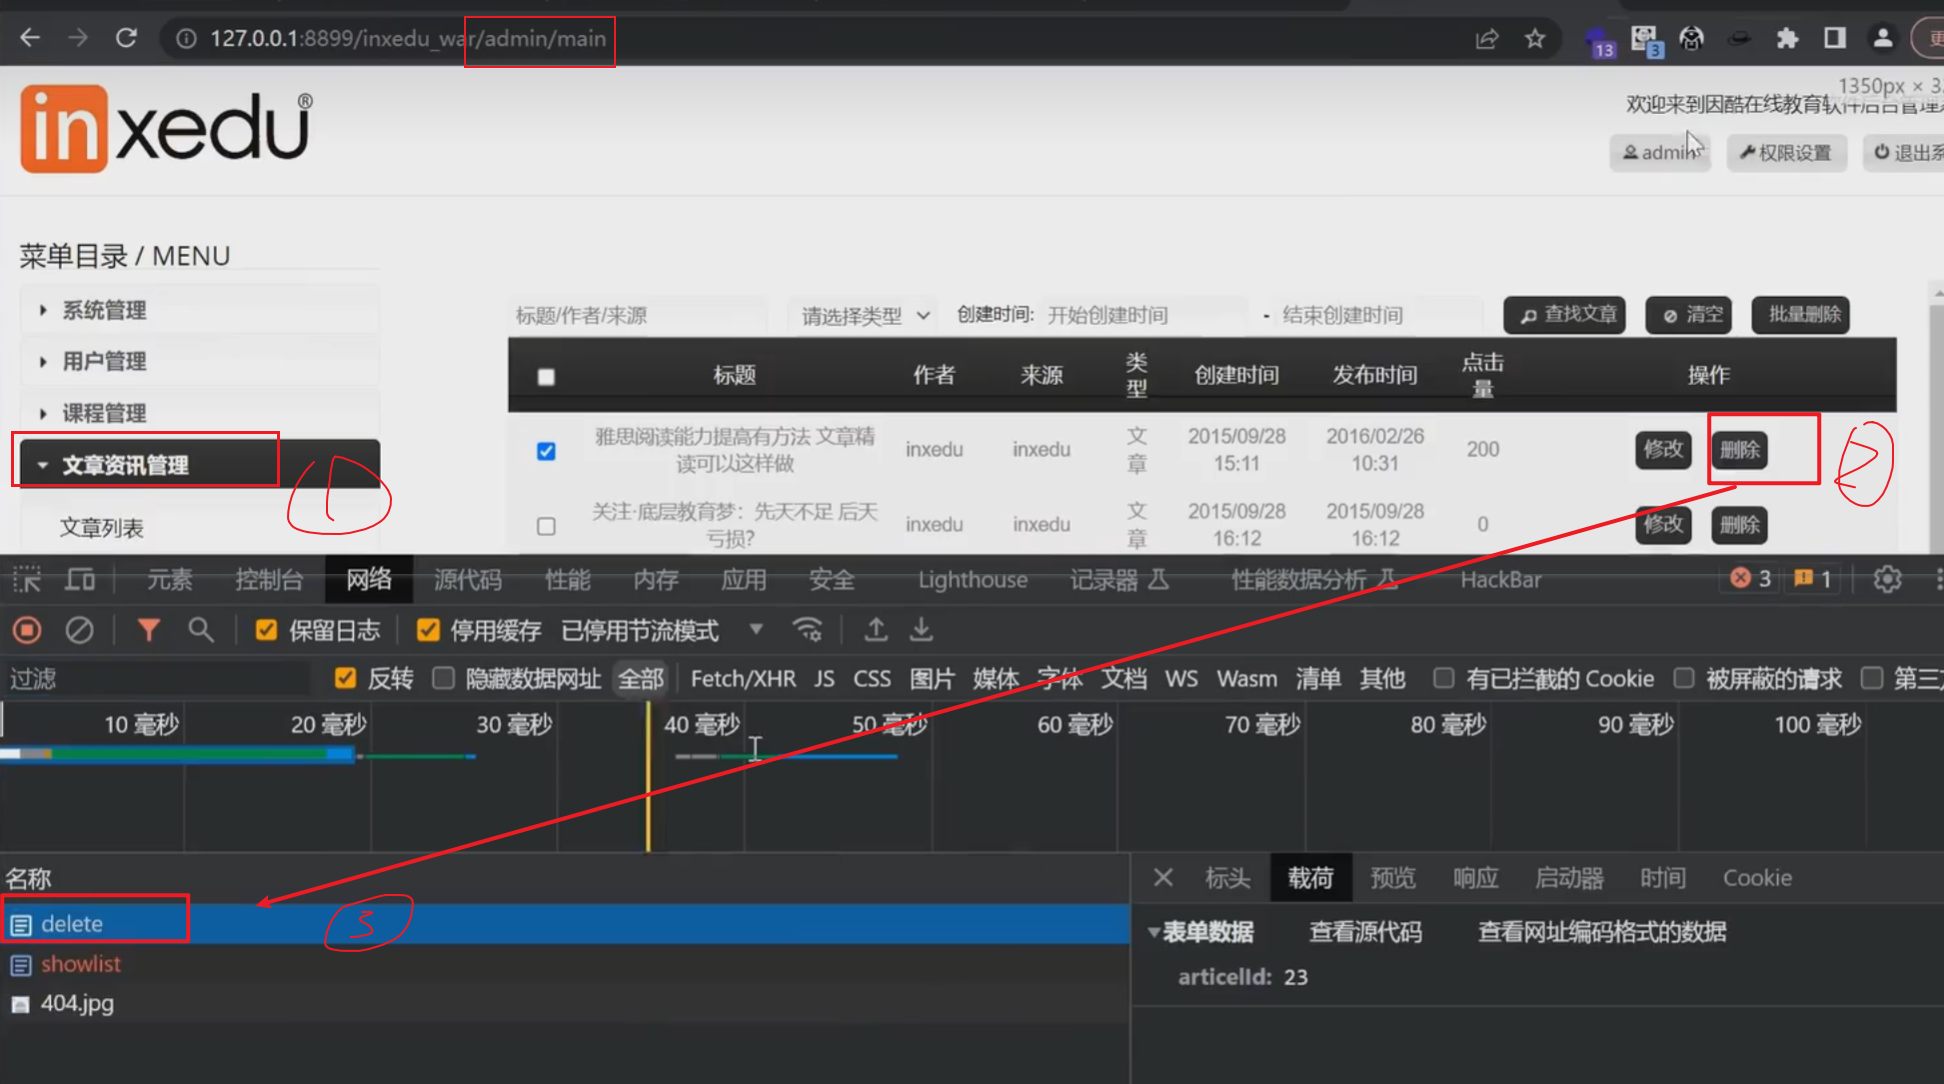 127.0.0.1:8899/inxedu_war/admin/main
13
3
更
inxedu®
1350px × 3
欢迎来到因酷在线教育软件后台管理
admin
权限设置
退出系
菜单目录 / MENU
系统管理
用户管理
课程管理
文章资讯管理
1
文章列表
标题/作者/来源
请选择类型
创建时间:
开始创建时间
-
结束创建时间
查找文章
清空
批量删除
标题 作者 来源 类型 创建时间 发布时间 点击量 操作
雅思阅读能力提高有方法 文章精读可以这样做 inxedu inxedu 文章 2015/09/28 15:11 2016/02/26 10:31 200 修改 删除
2
关注·底层教育梦：先天不足 后天亏损? inxedu inxedu 文章 2015/09/28 16:12 2015/09/28 16:12 0 修改 删除
元素 控制台 网络 源代码 性能 内存 应用 安全 Lighthouse 记录器 性能数据分析 HackBar 3 1
保留日志 停用缓存 已停用节流模式
过滤 反转 隐藏数据网址 全部 Fetch/XHR JS CSS 图片 媒体 字体 文档 WS Wasm 清单 其他 有已拦截的 Cookie 被屏蔽的请求 第三
10 毫秒 20 毫秒 30 毫秒 40 毫秒 50 毫秒 60 毫秒 70 毫秒 80 毫秒 90 毫秒 100 毫秒
名称
delete
3
showlist
404.jpg
标头 载荷 预览 响应 启动器 时间 Cookie
表单数据 查看源代码 查看网址编码格式的数据
articelId: 23